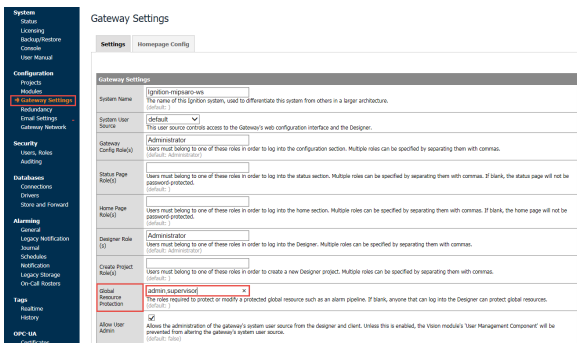 System
Status
Licensing
Backup/Restore
Console
User Manual
Configuration
Projects
Modules
Gateway Settings
Redundancy
Email Settings
Gateway Network
Security
Users, Roles
Auditing
Databases
Connections
Drivers
Store and Forward
Alarming
General
Legacy Notification
Journal
Schedules
Notification
Legacy Storage
On-Call Rosters
Tags
Realtime
History
OPC-UA
Certificates
Gateway Settings
Settings Homepage Config
Gateway Settings
System Name
Ignition-mipsaro-ws
The name of this Ignition system, used to differentiate this system from others in a larger architecture.
(default: )
System User
Source
default
This user source controls access to the Gateway's web configuration interface and the Designer.
Gateway
Config Role(s)
Administrator
Users must belong to one of these roles in order to log into the configuration section. Multiple roles can be specified by separating them with commas.
(default: Administrator)
Status Page
Role(s)
Users must belong to one of these roles in order to log into the status section. Multiple roles can be specified by separating them with commas. If blank, the status page will not be
password-protected.
(default: )
Home Page
Role(s)
Users must belong to one of these roles in order to log into the home section. Multiple roles can be specified by separating them with commas. If blank, the home page will not be
password-protected.
(default: )
Designer Role
(s)
Administrator
Users must belong to one of these roles in order to log into the Designer. Multiple roles can be specified by separating them with commas.
(default: Administrator)
Create Project
Role(s)
Users must belong to one of these roles in order to create a new Designer project. Multiple roles can be specified by separating them with commas.
(default: )
Global
Resource
Protection
admin,supervisor ×
The roles required to protect or modify a protected global resource such as an alarm pipeline. If blank, anyone that can log into the Designer can protect global resources.
(default: )
Allow User
Admin
Allows the administration of the gateway's system user source from the designer and client. Unless this is enabled, the Vision module's 'User Management Component' will be
prevented from altering the gateway's system user source.
(default: false)